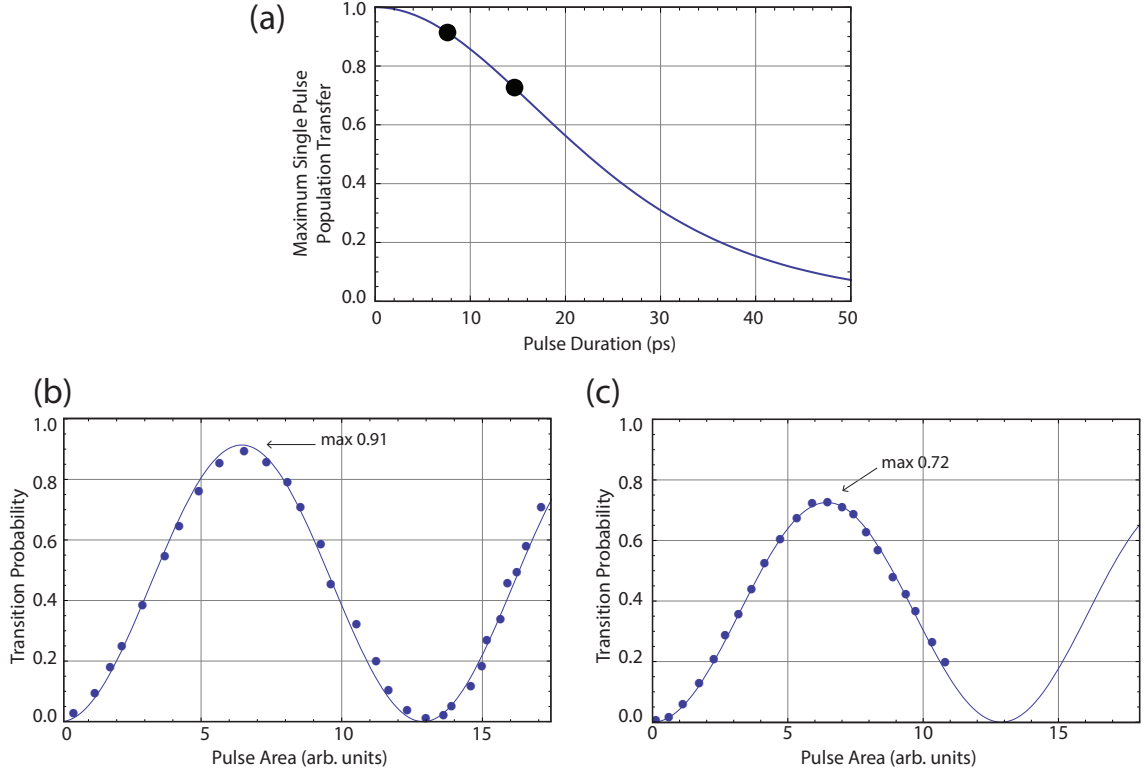 (a)
Maximum Single Pulse
Population Transfer
1.0
0.8
0.6
0.4
0.2
0.0
0 10 20 30 40 50
Pulse Duration (ps)
(b)
Transition Probability
1.0
0.8
0.6
0.4
0.2
0.0
max 0.91
0 5 10 15
Pulse Area (arb. units)
(c)
Transition Probability
1.0
0.8
0.6
0.4
0.2
0.0
max 0.72
0 5 10 15
Pulse Area (arb. units)